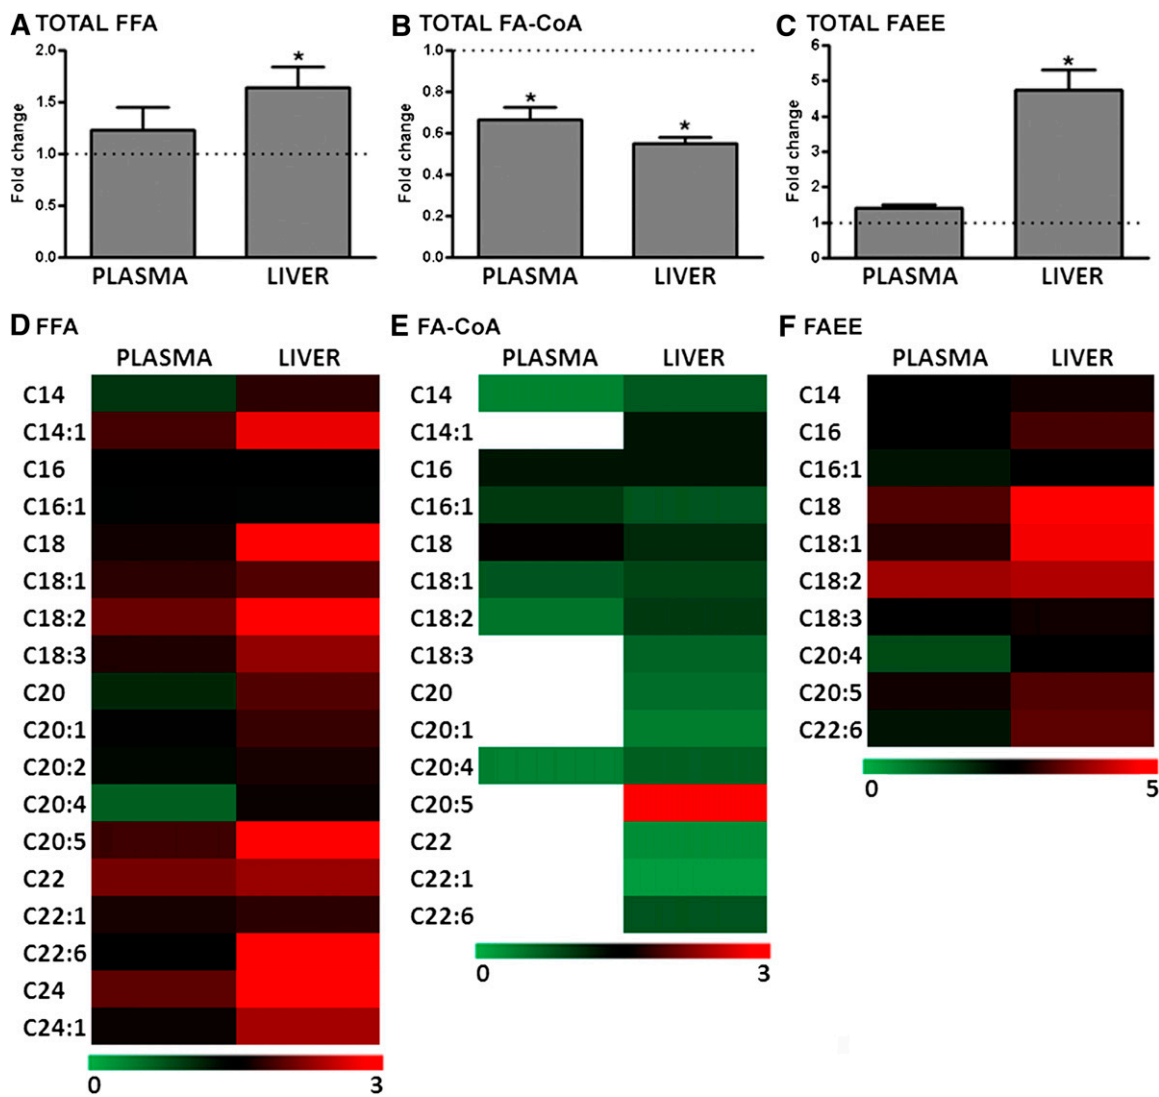 A TOTAL FFA
B TOTAL FA-CoA
C TOTAL FAEE
Fold change
2.0
1.5
1.0
0.5
0.0
*
PLASMA LIVER
Fold change
1.0
0.8
0.6
0.4
0.2
0.0
*
*
PLASMA LIVER
Fold change
6
5
4
3
2
1
0
*
PLASMA LIVER
D FFA
PLASMA LIVER
C14
C14:1
C16
C16:1
C18
C18:1
C18:2
C18:3
C20
C20:1
C20:2
C20:4
C20:5
C22
C22:1
C22:6
C24
C24:1
0 3
E FA-CoA
PLASMA LIVER
C14
C14:1
C16
C16:1
C18
C18:1
C18:2
C18:3
C20
C20:1
C20:4
C20:5
C22
C22:1
C22:6
0 3
F FAEE
PLASMA LIVER
C14
C16
C16:1
C18
C18:1
C18:2
C18:3
C20:4
C20:5
C22:6
0 5